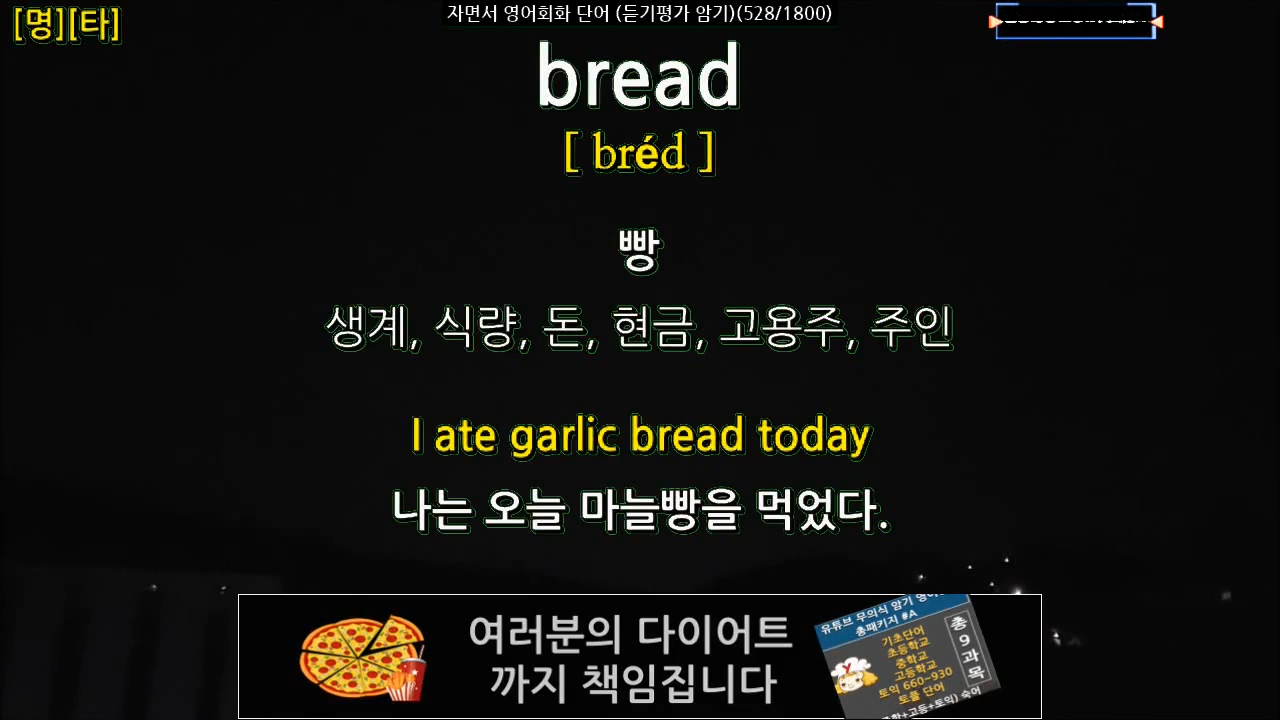 [명][타]
자면서 영어회화 단어 (듣기평가 암기)(528/1800)
bread
[ bréd ]
빵
생계, 식량, 돈, 현금, 고용주, 주인
I ate garlic bread today
나는 오늘 마늘빵을 먹었다.
여러분의 다이어트
까지 책임집니다
유튜브 무의식 암기
총패키지 #A
기초단어
초등학교
중학교
고등학교
토익 660~930
토플 단어
숙어
총9과목